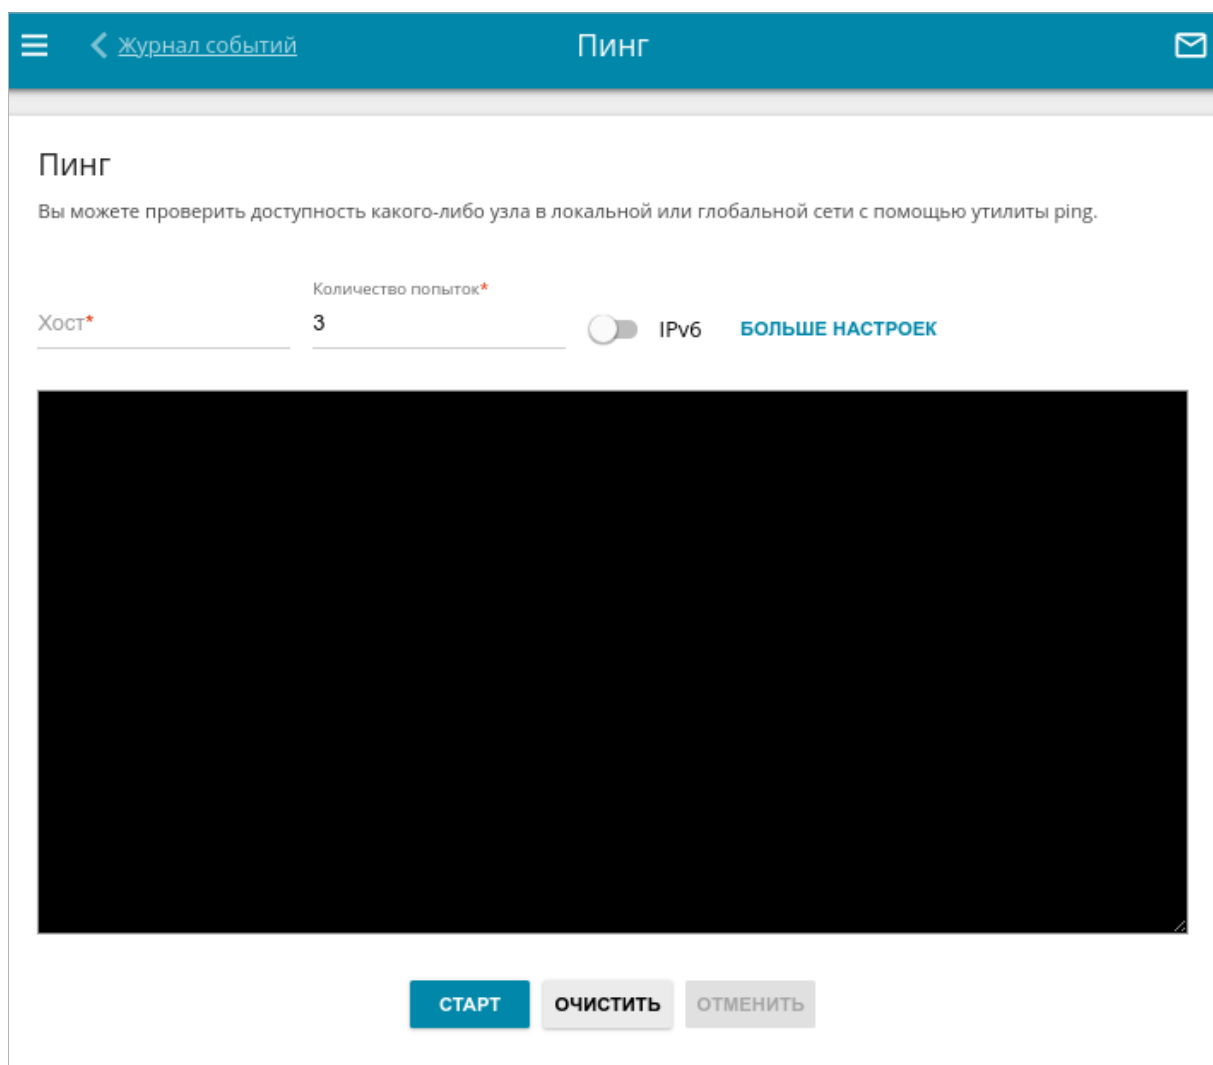 Журнал событий
Пинг
Пинг
Вы можете проверить доступность какого-либо узла в локальной или глобальной сети с помощью утилиты ping.
Количество попыток*
Хост*
3
IPv6
БОЛЬШЕ НАСТРОЕК
СТАРТ
ОЧИСТИТЬ
ОТМЕНИТЬ